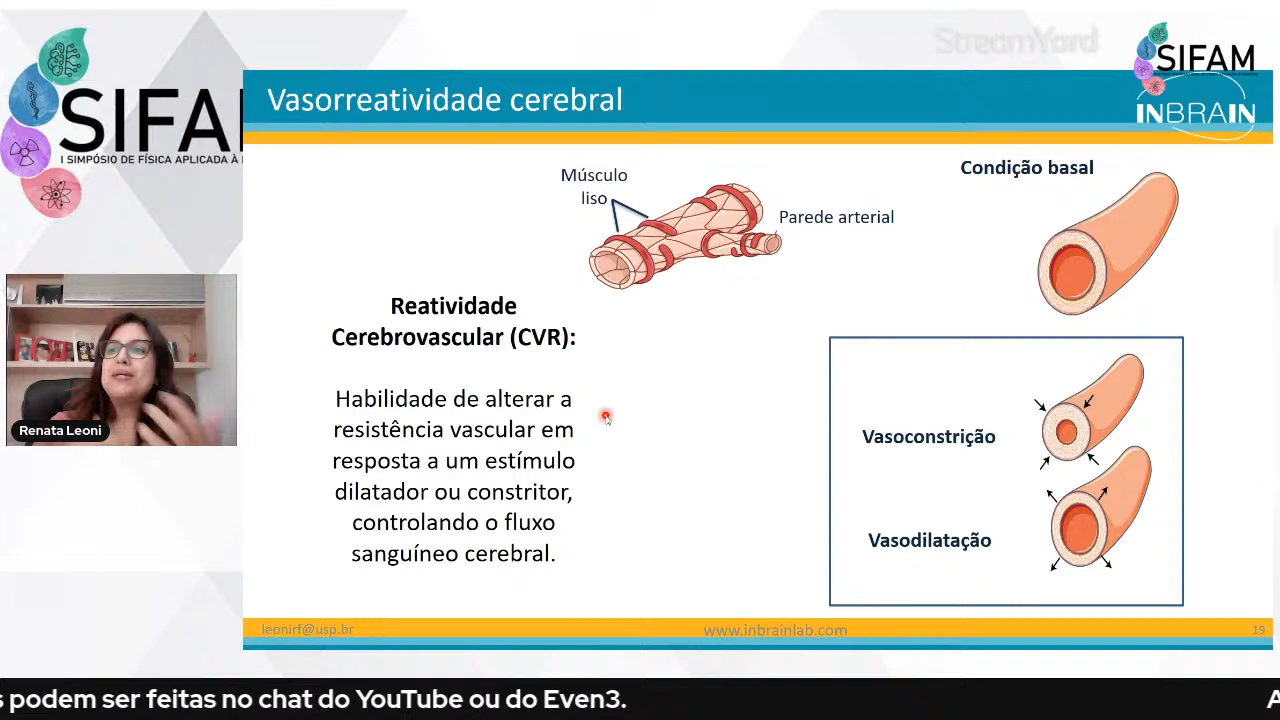 StreamYard
SIFAM
SIFA
I SIMPÓSIO DE FÍSICA APLICADA À
Vasorreatividade cerebral
INBRAIN
Músculo
liso
Parede arterial
Condição basal
Reatividade
Cerebrovascular (CVR):
Habilidade de alterar a
resistência vascular em
resposta a um estímulo
dilatador ou constritor,
controlando o fluxo
sanguíneo cerebral.
Vasoconstrição
Vasodilatação
Renata Leoni
leonirf@usp.br
www.inbrainlab.com
19
s podem ser feitas no chat do YouTube ou do Even3.
A